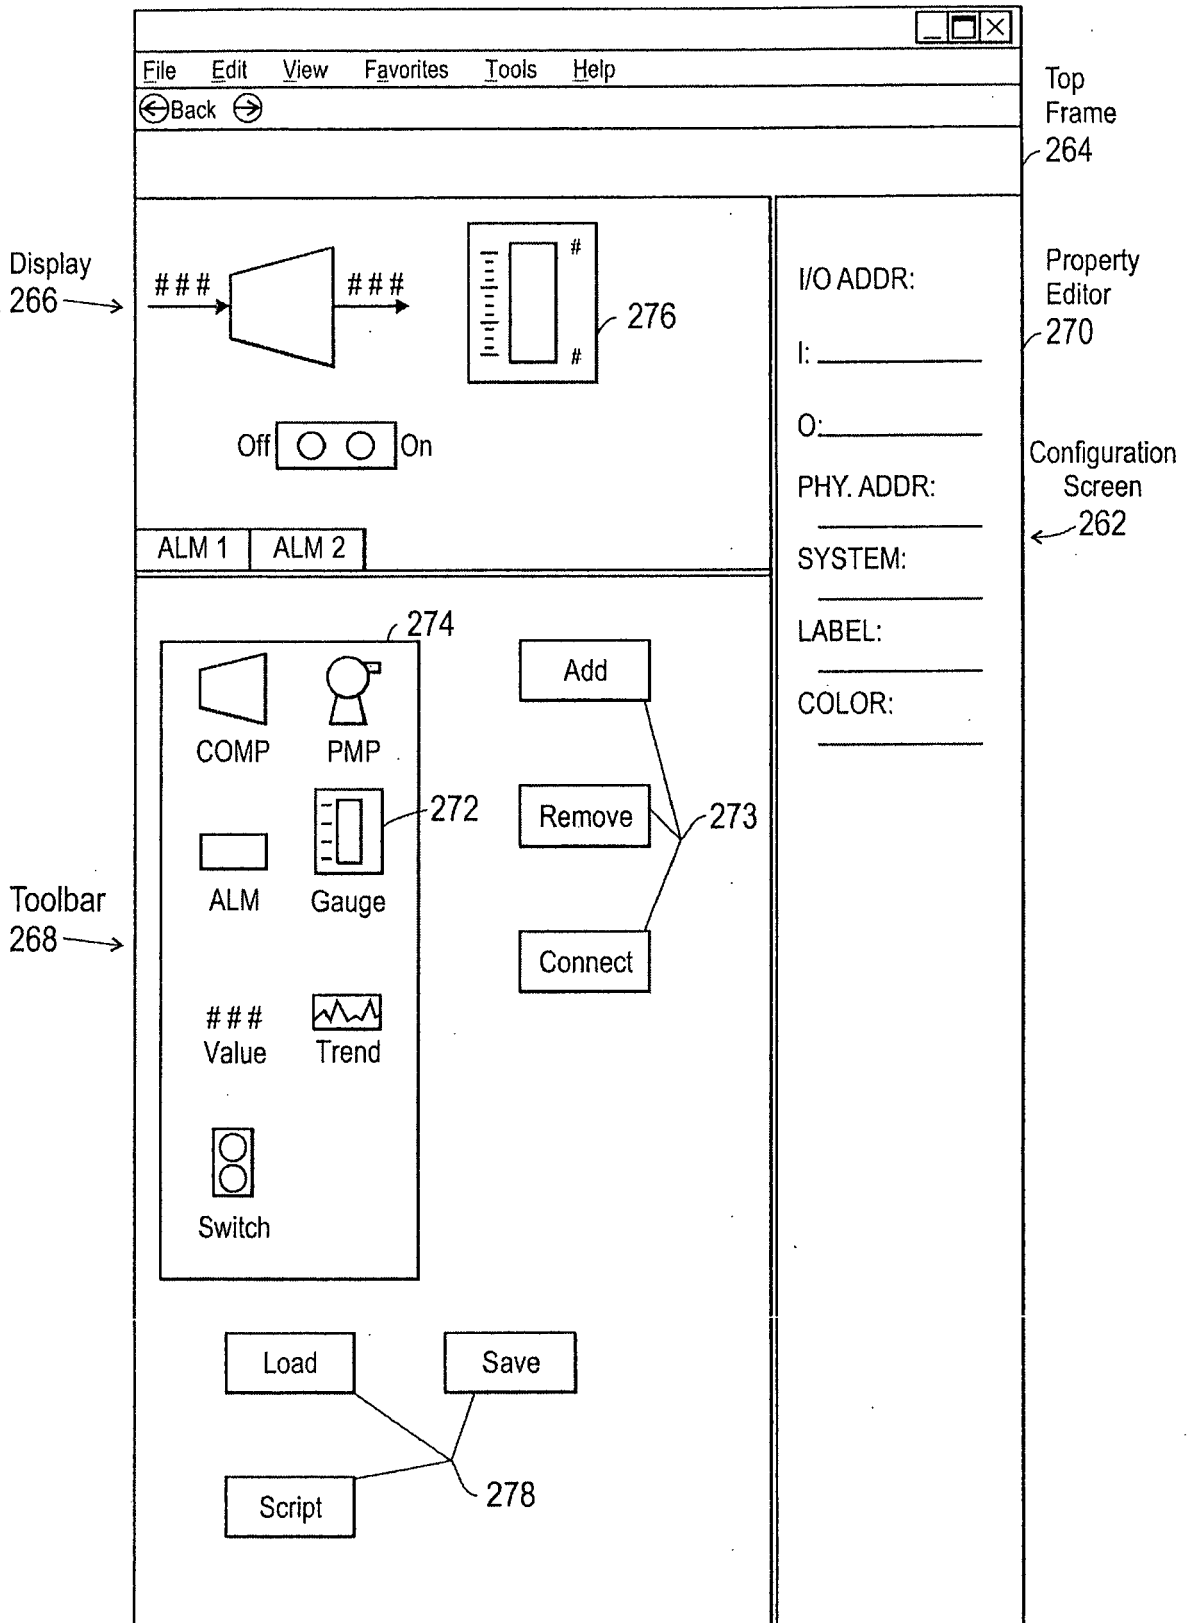 File Edit View Favorites Tools Help
Back
Top
Frame
264
Display
266
###
###
#
#
276
Off
On
ALM 1
ALM 2
I/O ADDR:
I:
O:
PHY. ADDR:
SYSTEM:
LABEL:
COLOR:
Property
Editor
270
Configuration
Screen
262
Toolbar
268
274
COMP
PMP
272
ALM
Gauge
###
Value
Trend
Switch
Add
Remove
Connect
273
Load
Save
Script
278